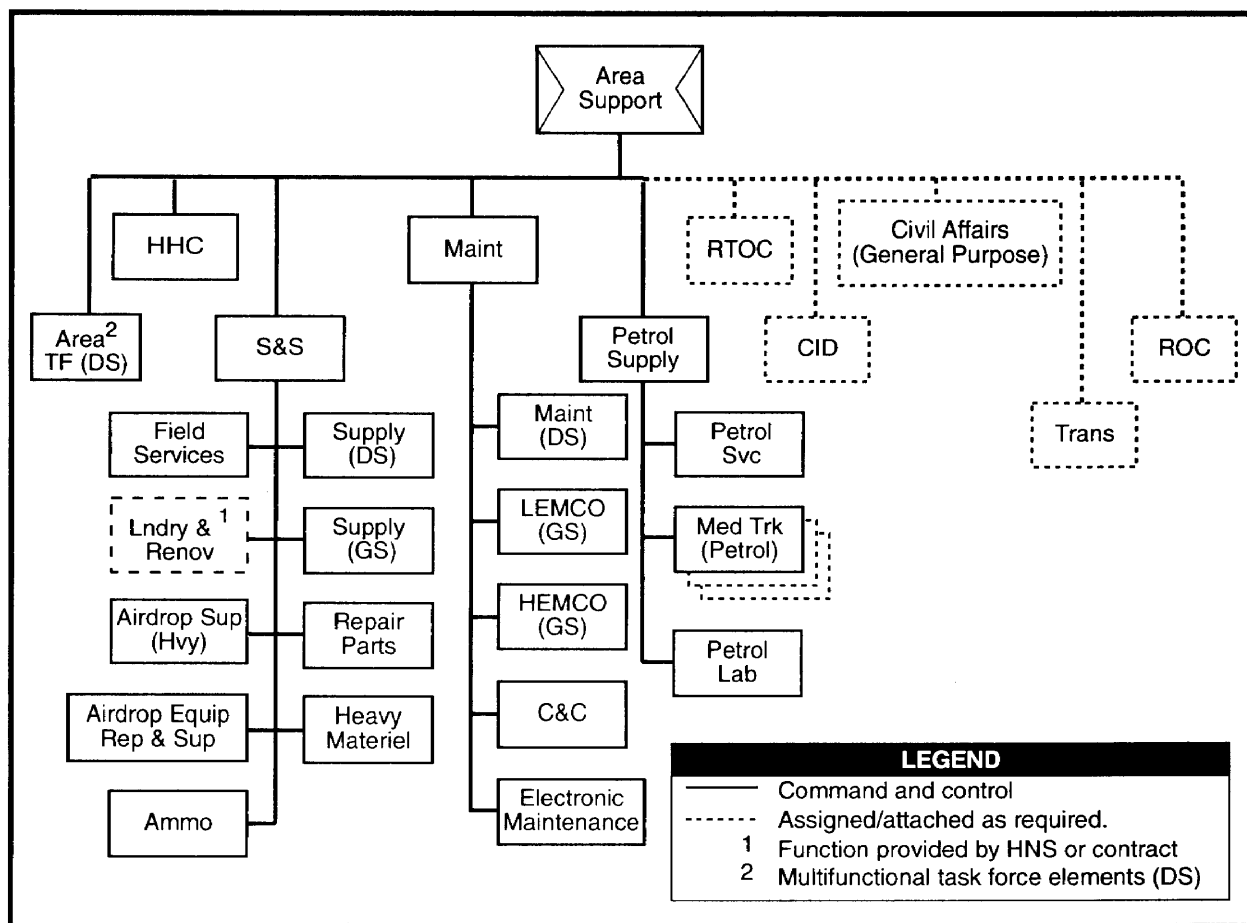 Area
Support
HHC
Maint
RTOC
Civil Affairs
(General Purpose)
Area2
TF (DS)
S&S
Petrol
Supply
CID
ROC
Trans
Field
Services
Supply
(DS)
Lndry & 1
Renov
Supply
(GS)
Airdrop Sup
(Hvy)
Repair
Parts
Airdrop Equip
Rep & Sup
Heavy
Materiel
Ammo
Maint
(DS)
LEMCO
(GS)
HEMCO
(GS)
C&C
Electronic
Maintenance
Petrol
Svc
Med Trk
(Petrol)
Petrol
Lab
LEGEND
Command and control
Assigned/attached as required.
1 Function provided by HNS or contract
2 Multifunctional task force elements (DS)